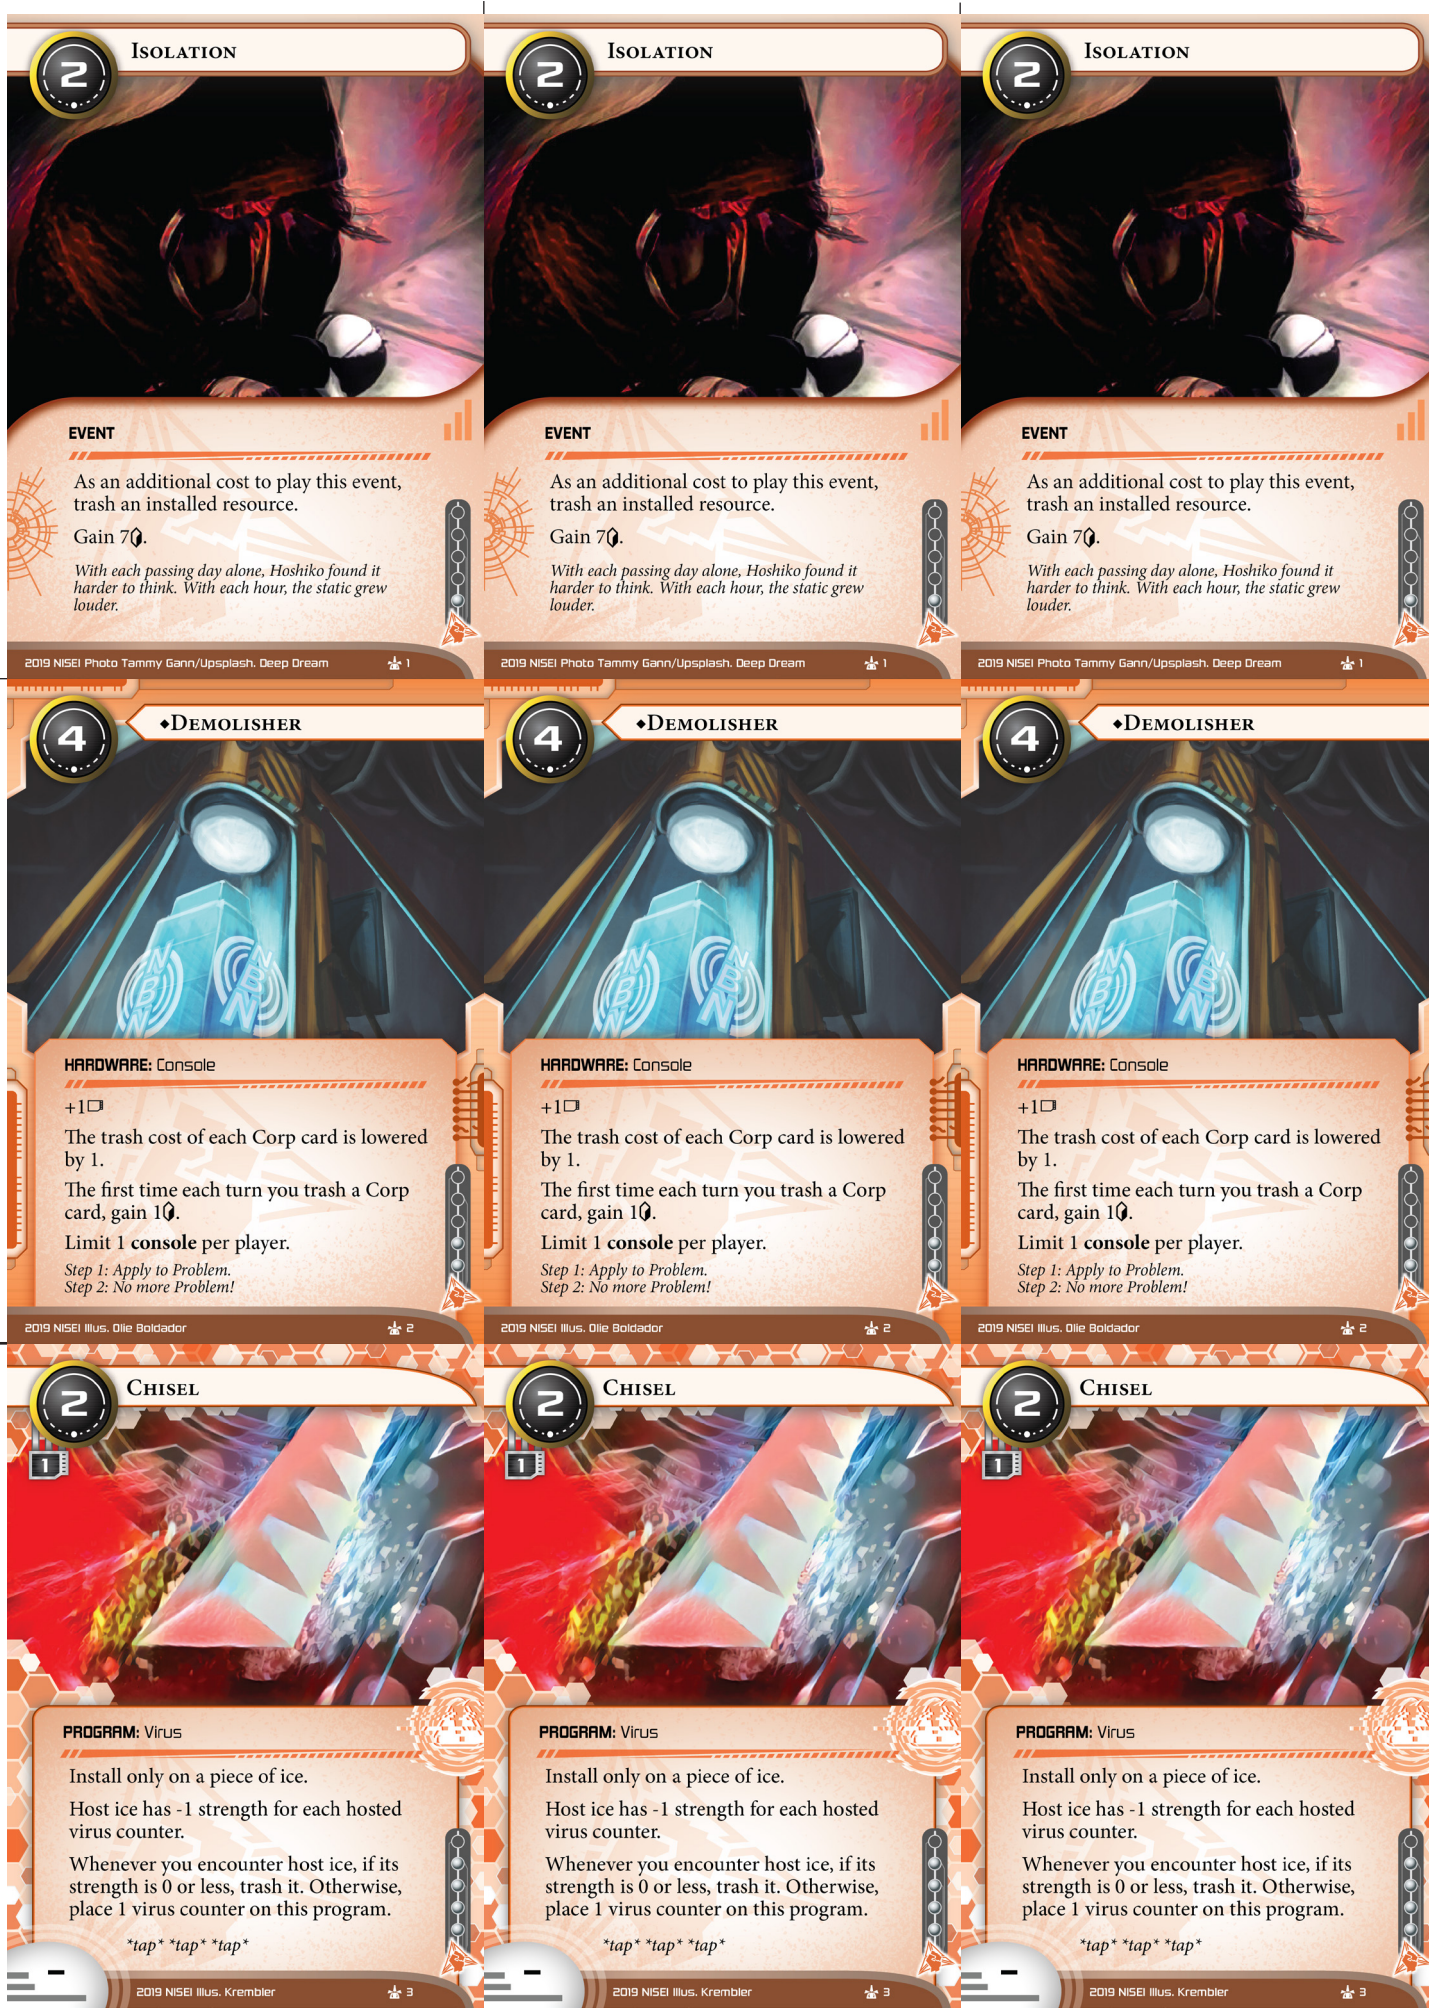 2 Isolation
EVENT
As an additional cost to play this event,
trash an installed resource.
Gain 7.
With each passing day alone, Hoshiko found it
harder to think. With each hour, the static grew
louder.
2019 NISEI Photo Tammy Gann/Upsplash. Deep Dream 1
2 Isolation
EVENT
As an additional cost to play this event,
trash an installed resource.
Gain 7.
With each passing day alone, Hoshiko found it
harder to think. With each hour, the static grew
louder.
2019 NISEI Photo Tammy Gann/Upsplash. Deep Dream 1
2 Isolation
EVENT
As an additional cost to play this event,
trash an installed resource.
Gain 7.
With each passing day alone, Hoshiko found it
harder to think. With each hour, the static grew
louder.
2019 NISEI Photo Tammy Gann/Upsplash. Deep Dream 1
4 ◆Demolisher
NBN NBN
HARDWARE: Console
+1
The trash cost of each Corp card is lowered
by 1.
The first time each turn you trash a Corp
card, gain 1.
Limit 1 console per player.
Step 1: Apply to Problem.
Step 2: No more Problem!
2019 NISEI Illus. Olie Boldador 2
4 ◆Demolisher
NBN NBN
HARDWARE: Console
+1
The trash cost of each Corp card is lowered
by 1.
The first time each turn you trash a Corp
card, gain 1.
Limit 1 console per player.
Step 1: Apply to Problem.
Step 2: No more Problem!
2019 NISEI Illus. Olie Boldador 2
4 ◆Demolisher
NBN NBN
HARDWARE: Console
+1
The trash cost of each Corp card is lowered
by 1.
The first time each turn you trash a Corp
card, gain 1.
Limit 1 console per player.
Step 1: Apply to Problem.
Step 2: No more Problem!
2019 NISEI Illus. Olie Boldador 2
2 Chisel
1
PROGRAM: Virus
Install only on a piece of ice.
Host ice has -1 strength for each hosted
virus counter.
Whenever you encounter host ice, if its
strength is 0 or less, trash it. Otherwise,
place 1 virus counter on this program.
*tap* *tap* *tap*
–
2019 NISEI Illus. Krembler 3
2 Chisel
1
PROGRAM: Virus
Install only on a piece of ice.
Host ice has -1 strength for each hosted
virus counter.
Whenever you encounter host ice, if its
strength is 0 or less, trash it. Otherwise,
place 1 virus counter on this program.
*tap* *tap* *tap*
–
2019 NISEI Illus. Krembler 3
2 Chisel
1
PROGRAM: Virus
Install only on a piece of ice.
Host ice has -1 strength for each hosted
virus counter.
Whenever you encounter host ice, if its
strength is 0 or less, trash it. Otherwise,
place 1 virus counter on this program.
*tap* *tap* *tap*
–
2019 NISEI Illus. Krembler 3